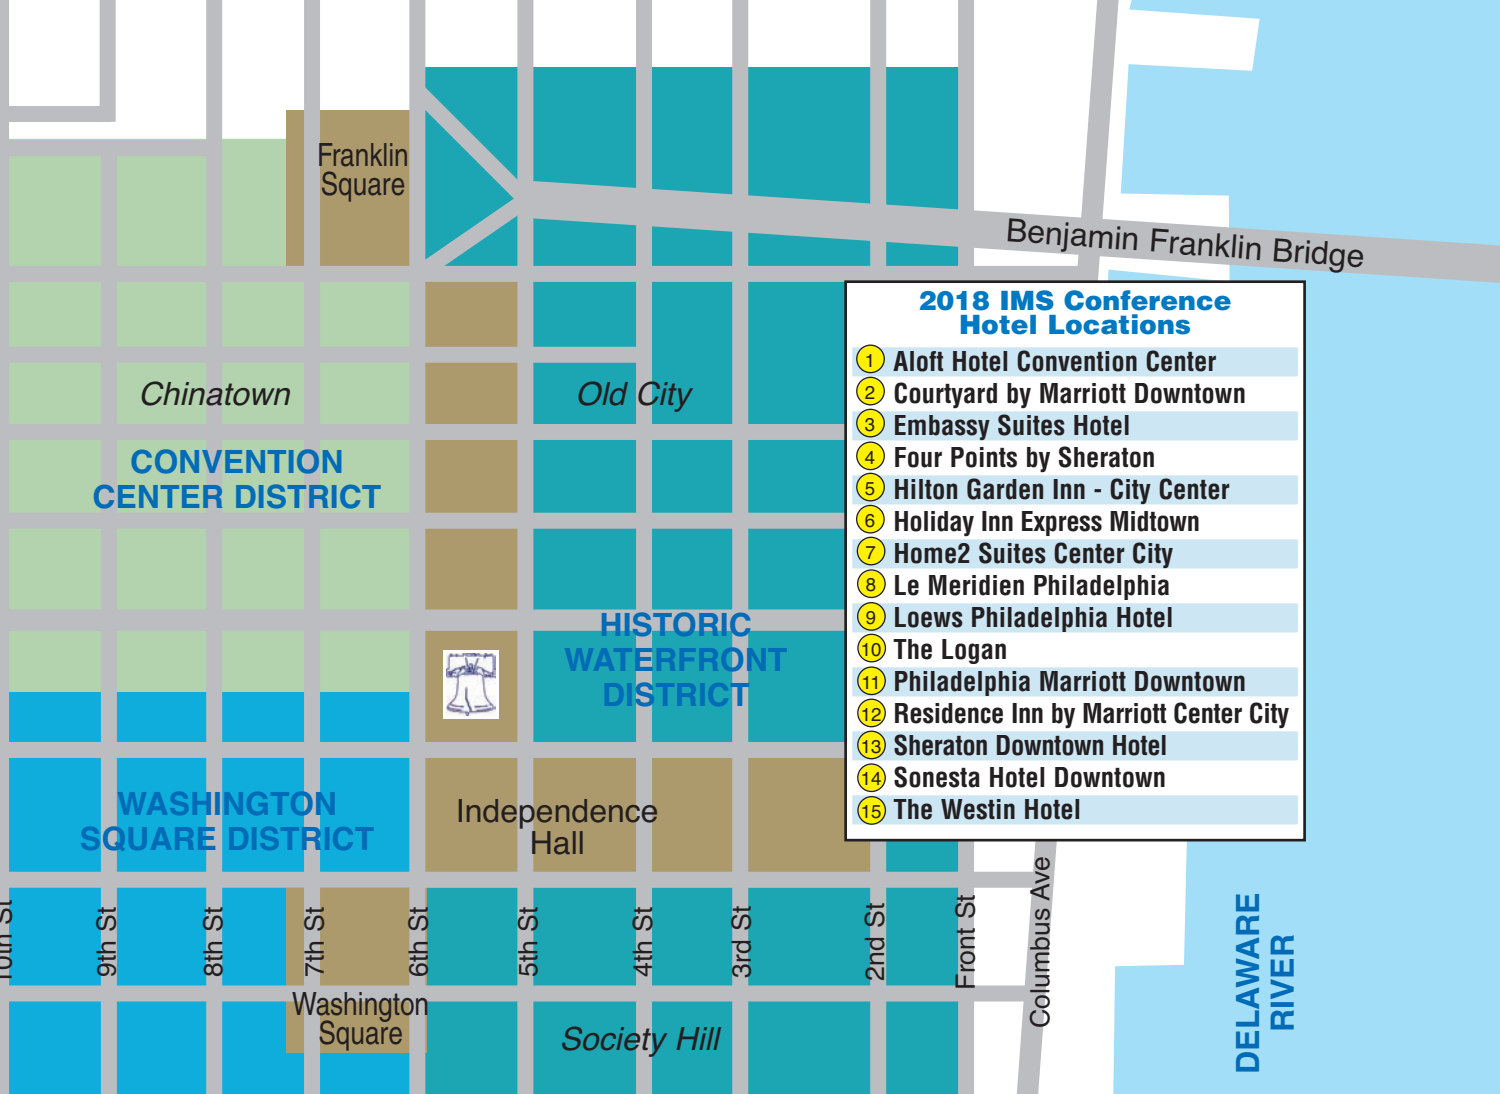 Franklin
Square
Benjamin Franklin Bridge
2018 IMS Conference
Hotel Locations
1 Aloft Hotel Convention Center
2 Courtyard by Marriott Downtown
3 Embassy Suites Hotel
4 Four Points by Sheraton
5 Hilton Garden Inn - City Center
6 Holiday Inn Express Midtown
7 Home2 Suites Center City
8 Le Meridien Philadelphia
9 Loews Philadelphia Hotel
10 The Logan
11 Philadelphia Marriott Downtown
12 Residence Inn by Marriott Center City
13 Sheraton Downtown Hotel
14 Sonesta Hotel Downtown
15 The Westin Hotel
Chinatown
Old City
CONVENTION
CENTER DISTRICT
HISTORIC
WATERFRONT
DISTRICT
WASHINGTON
SQUARE DISTRICT
Independence
Hall
10th St
9th St
8th St
7th St
6th St
5th St
4th St
3rd St
2nd St
Front St
Columbus Ave
DELAWARE
RIVER
Washington
Square
Society Hill